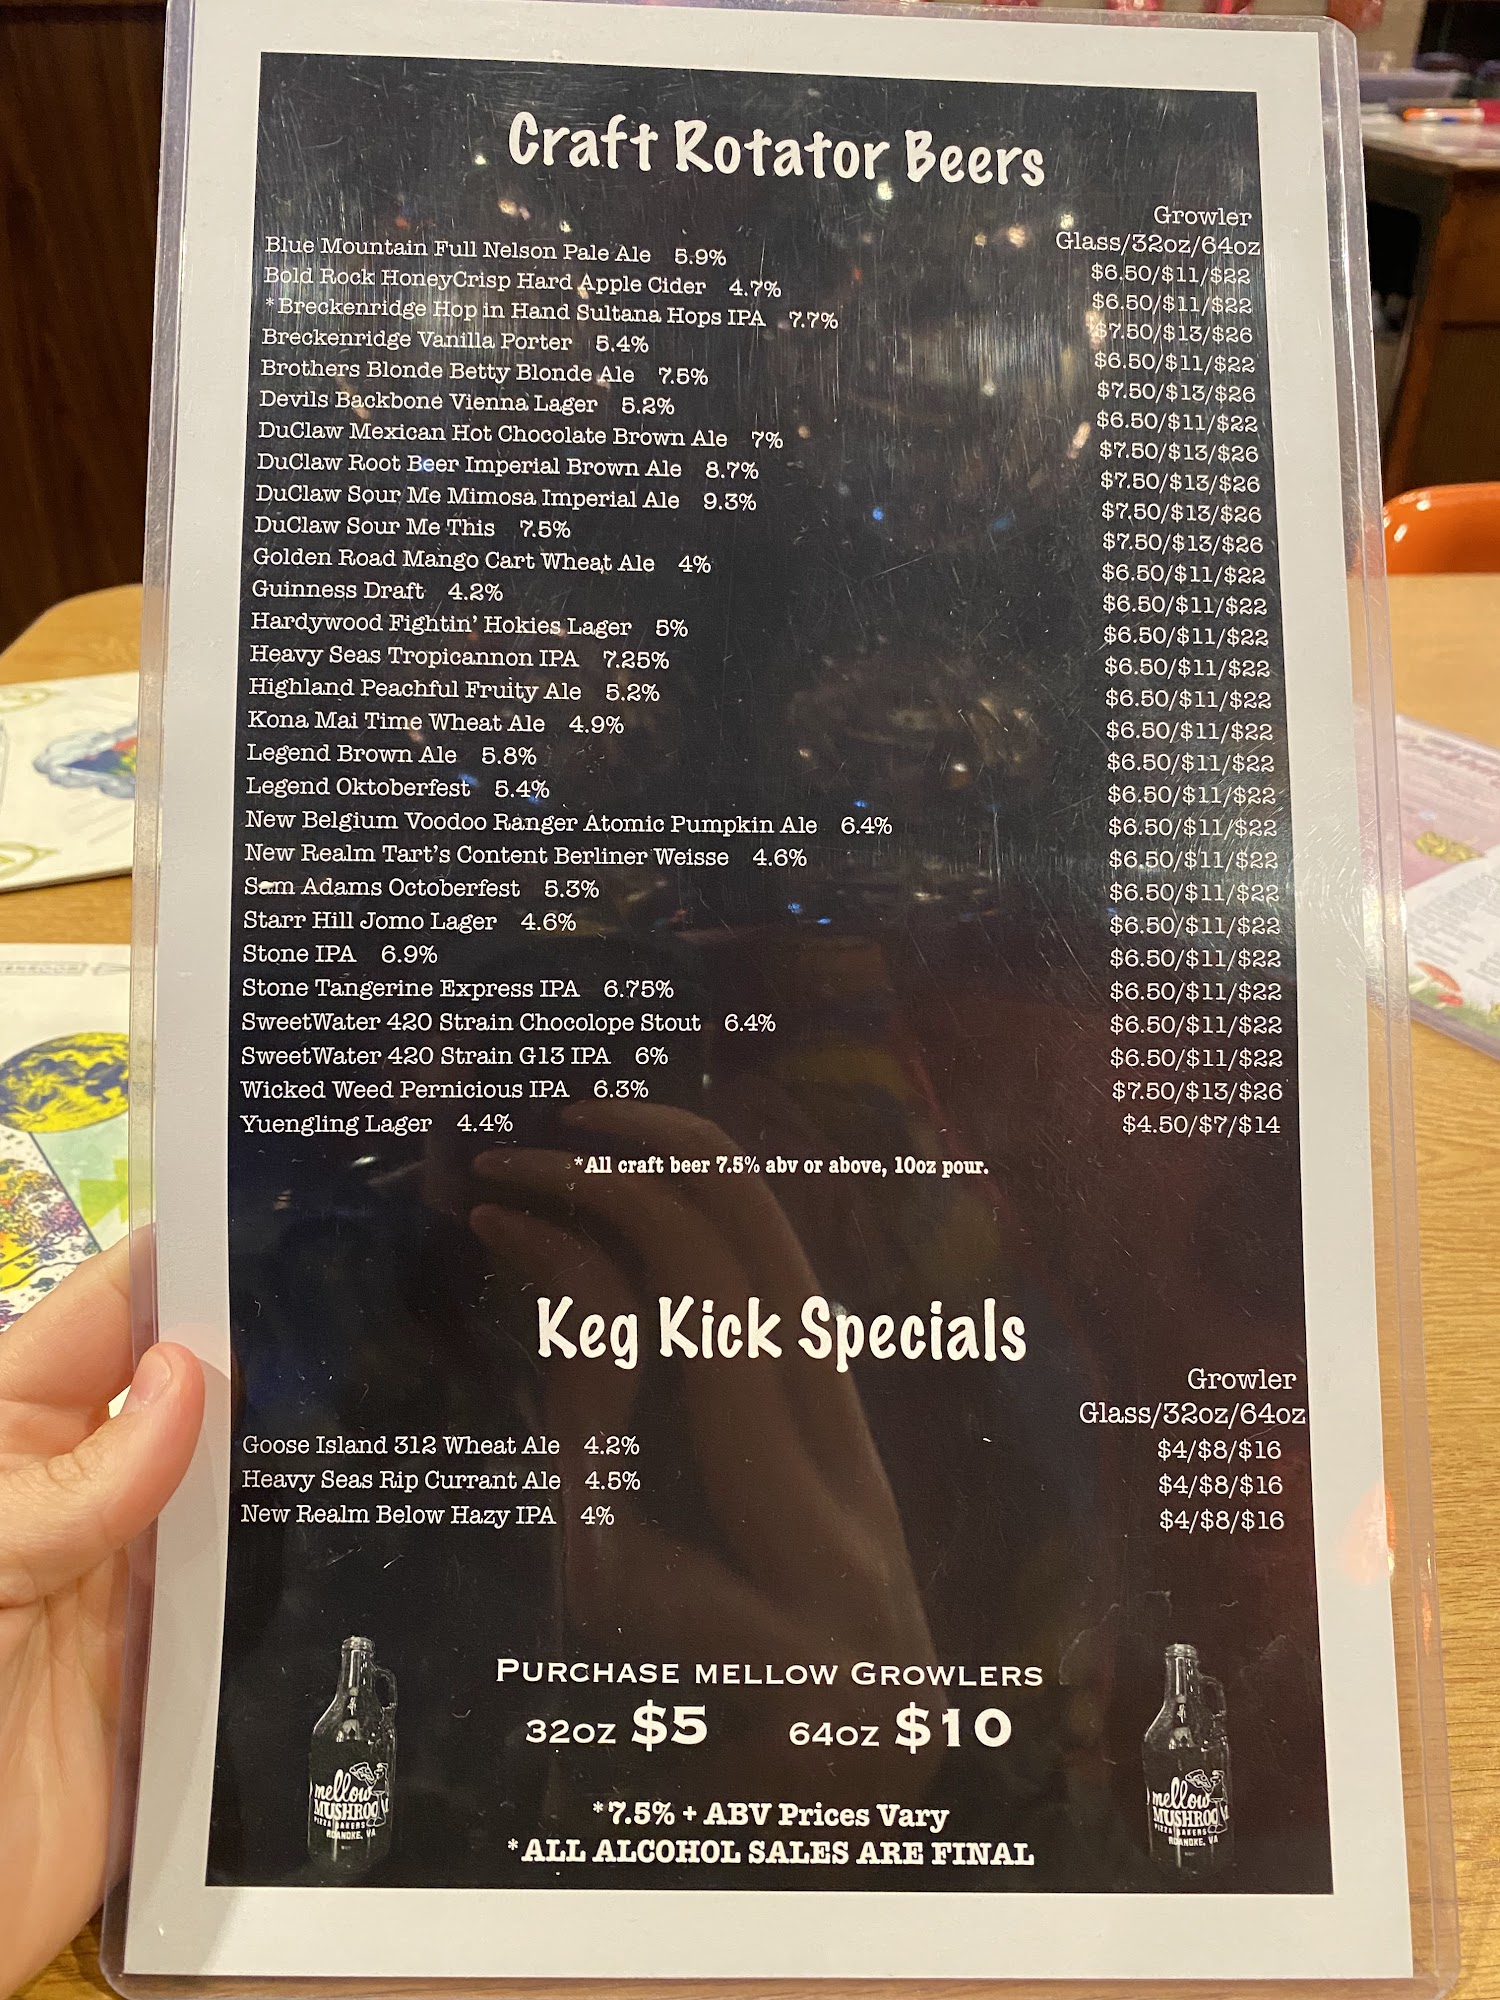 Craft Rotator Beers
Growler
Glass/32oz/64oz
Blue Mountain Full Nelson Pale Ale 5.9% $6.50/$11/$22
Bold Rock HoneyCrisp Hard Apple Cider 4.7% $6.50/$11/$22
*Breckenridge Hop in Hand Sultana Hops IPA 7.7% $7.50/$13/$26
Breckenridge Vanilla Porter 5.4% $6.50/$11/$22
Brothers Blonde Betty Blonde Ale 7.5% $7.50/$13/$26
Devils Backbone Vienna Lager 5.2% $6.50/$11/$22
DuClaw Mexican Hot Chocolate Brown Ale 7% $7.50/$13/$26
DuClaw Root Beer Imperial Brown Ale 8.7% $7.50/$13/$26
DuClaw Sour Me Mimosa Imperial Ale 9.3% $7.50/$13/$26
DuClaw Sour Me This 7.5% $7.50/$13/$26
Golden Road Mango Cart Wheat Ale 4% $6.50/$11/$22
Guinness Draft 4.2% $6.50/$11/$22
Hardywood Fightin' Hokies Lager 5% $6.50/$11/$22
Heavy Seas Tropicannon IPA 7.25% $6.50/$11/$22
Highland Peachful Fruity Ale 5.2% $6.50/$11/$22
Kona Mai Time Wheat Ale 4.9% $6.50/$11/$22
Legend Brown Ale 5.8% $6.50/$11/$22
Legend Oktoberfest 5.4% $6.50/$11/$22
New Belgium Voodoo Ranger Atomic Pumpkin Ale 6.4% $6.50/$11/$22
New Realm Tart's Content Berliner Weisse 4.6% $6.50/$11/$22
Sam Adams Octoberfest 5.3% $6.50/$11/$22
Starr Hill Jomo Lager 4.6% $6.50/$11/$22
Stone IPA 6.9% $6.50/$11/$22
Stone Tangerine Express IPA 6.75% $6.50/$11/$22
SweetWater 420 Strain Chocolope Stout 6.4% $6.50/$11/$22
SweetWater 420 Strain G13 IPA 6% $6.50/$11/$22
Wicked Weed Pernicious IPA 6.3% $7.50/$13/$26
Yuengling Lager 4.4% $4.50/$7/$14
*All craft beer 7.5% abv or above, 10oz pour.
Keg Kick Specials
Growler
Glass/32oz/64oz
Goose Island 312 Wheat Ale 4.2% $4/$8/$16
Heavy Seas Rip Currant Ale 4.5% $4/$8/$16
New Realm Below Hazy IPA 4% $4/$8/$16
Purchase mellow Growlers
32oz $5 64oz $10
*7.5% + ABV Prices Vary
*ALL ALCOHOL SALES ARE FINAL
mellow
MUSHROO
PIZZA BAKERS
ROANOKE, VA
mellow
MUSHROO
PIZZA BAKERS
ROANOKE, VA